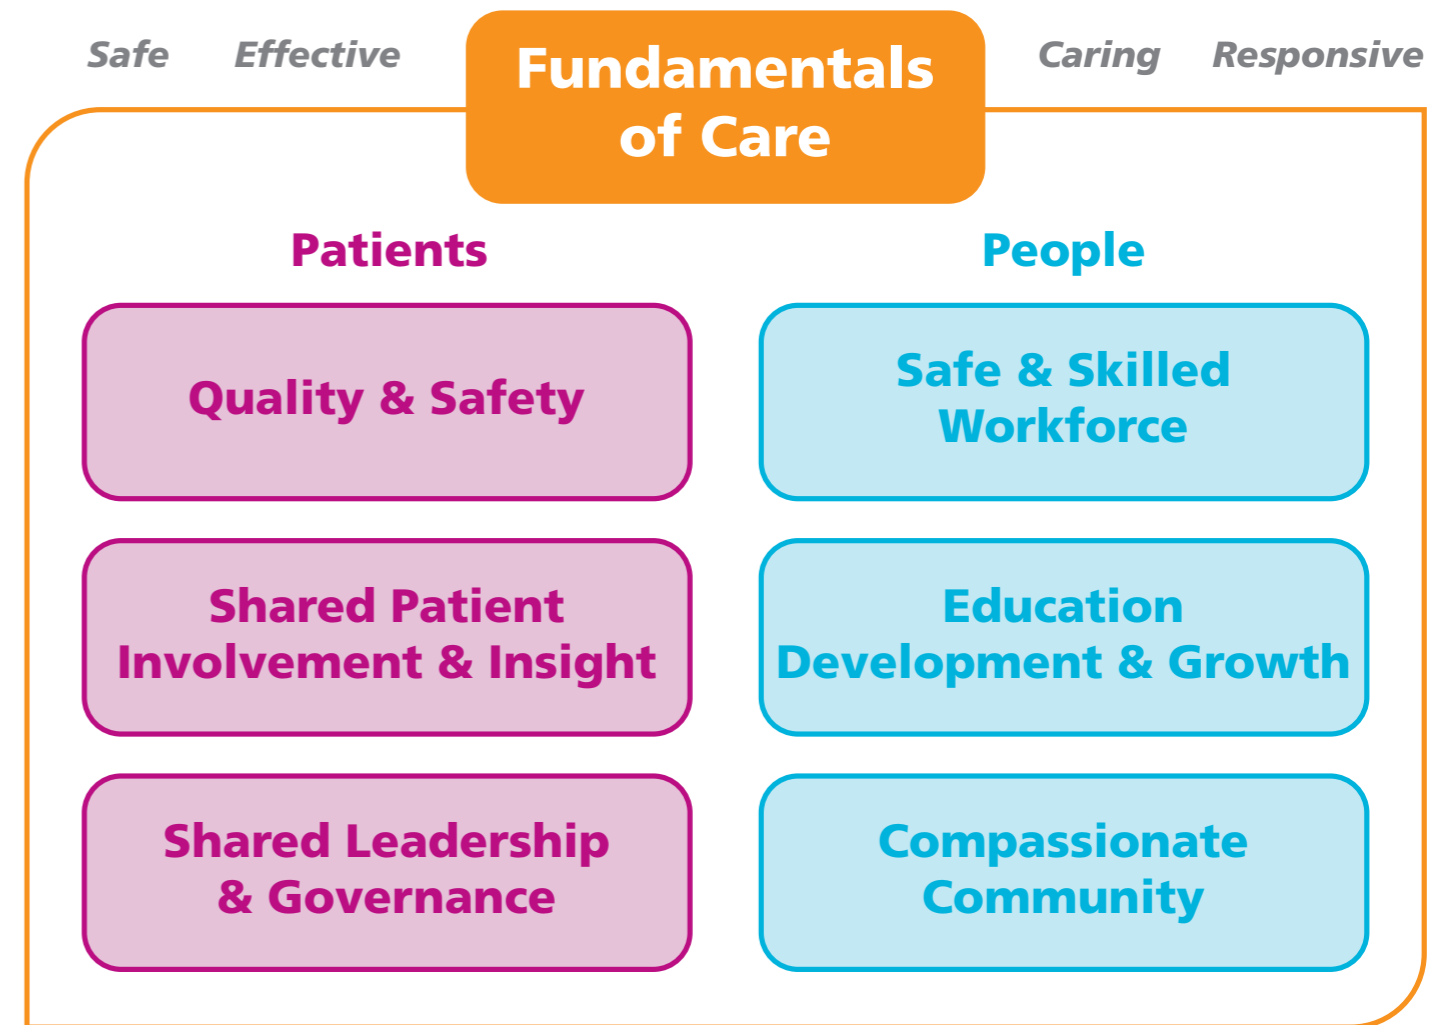 Safe Effective Caring Responsive
Fundamentals
of Care
Patients
Quality & Safety
Shared Patient
Involvement & Insight
Shared Leadership
& Governance
People
Safe & Skilled
Workforce
Education
Development & Growth
Compassionate
Community